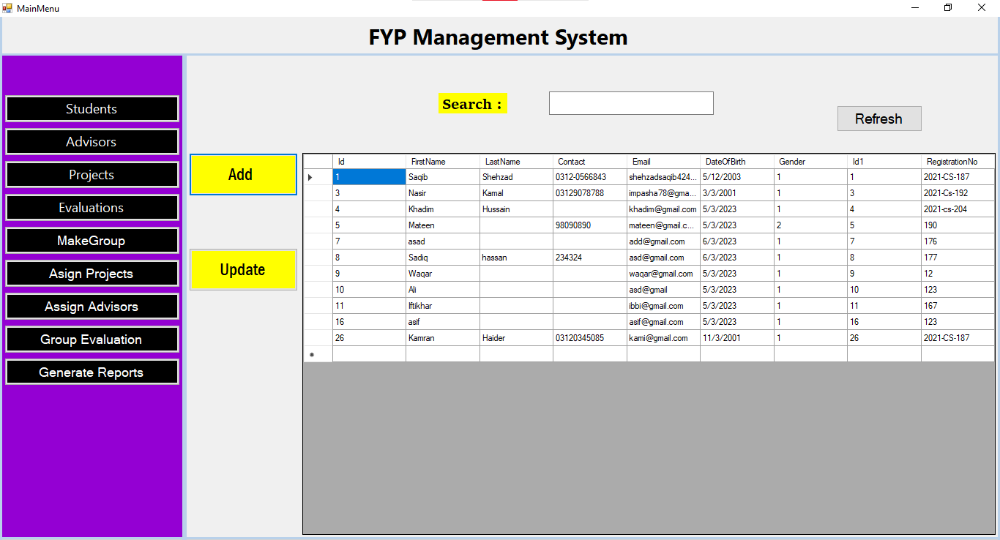 MainMenu
FYP Management System
Search :
Refresh
Students
Advisors
Projects
Evaluations
MakeGroup
Asign Projects
Assign Advisors
Group Evaluation
Generate Reports
Add
Update
Id FirstName LastName Contact Email DateOfBirth Gender Id1 RegistrationNo
1 Saqib Shehzad 0312-0566843 shehzadsaqib424... 5/12/2003 1 1 2021-CS-187
3 Nasir Kamal 03129078788 impasha78@gma... 3/3/2001 1 3 2021-Cs-192
4 Khadim Hussain khadim@gmail.com 5/3/2023 1 4 2021-cs-204
5 Mateen 98090890 mateen@gmail.c... 5/3/2023 2 5 190
7 asad add@gmail.com 6/3/2023 1 7 176
8 Sadiq hassan 234324 asd@gmail.com 6/3/2023 1 8 177
9 Waqar waqar@gmail.com 5/3/2023 1 9 12
10 Ali asd@gmail 5/3/2023 1 10 123
11 Iftikhar ibbi@gmail.com 5/3/2023 1 11 167
16 asif asif@gmail.com 5/3/2023 1 16 123
26 Kamran Haider 03120345085 kami@gmail.com 11/3/2001 1 26 2021-CS-187